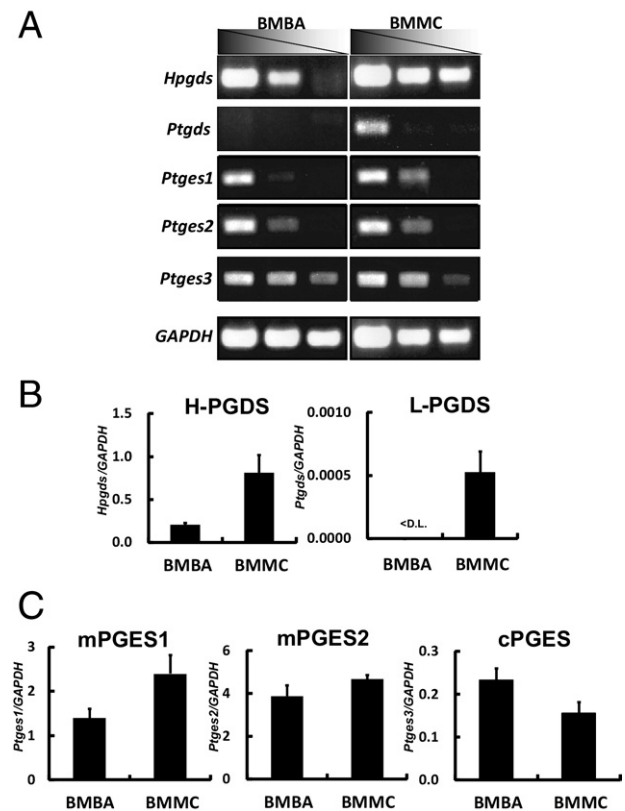 A
BMBA BMMC
Hpgds
Ptgds
Ptges1
Ptges2
Ptges3
GAPDH
B
H-PGDS L-PGDS
Hpgds/GAPDH
1.5
1.0
0.5
0.0
BMBA BMMC
Ptgds/GAPDH
0.0010
0.0005
0.0000
<D.L.
BMBA BMMC
C
mPGES1 mPGES2 cPGES
Ptges1/GAPDH
3
2
1
0
BMBA BMMC
Ptges2/GAPDH
6
4
2
0
BMBA BMMC
Ptges3/GAPDH
0.3
0.2
0.1
0.0
BMBA BMMC